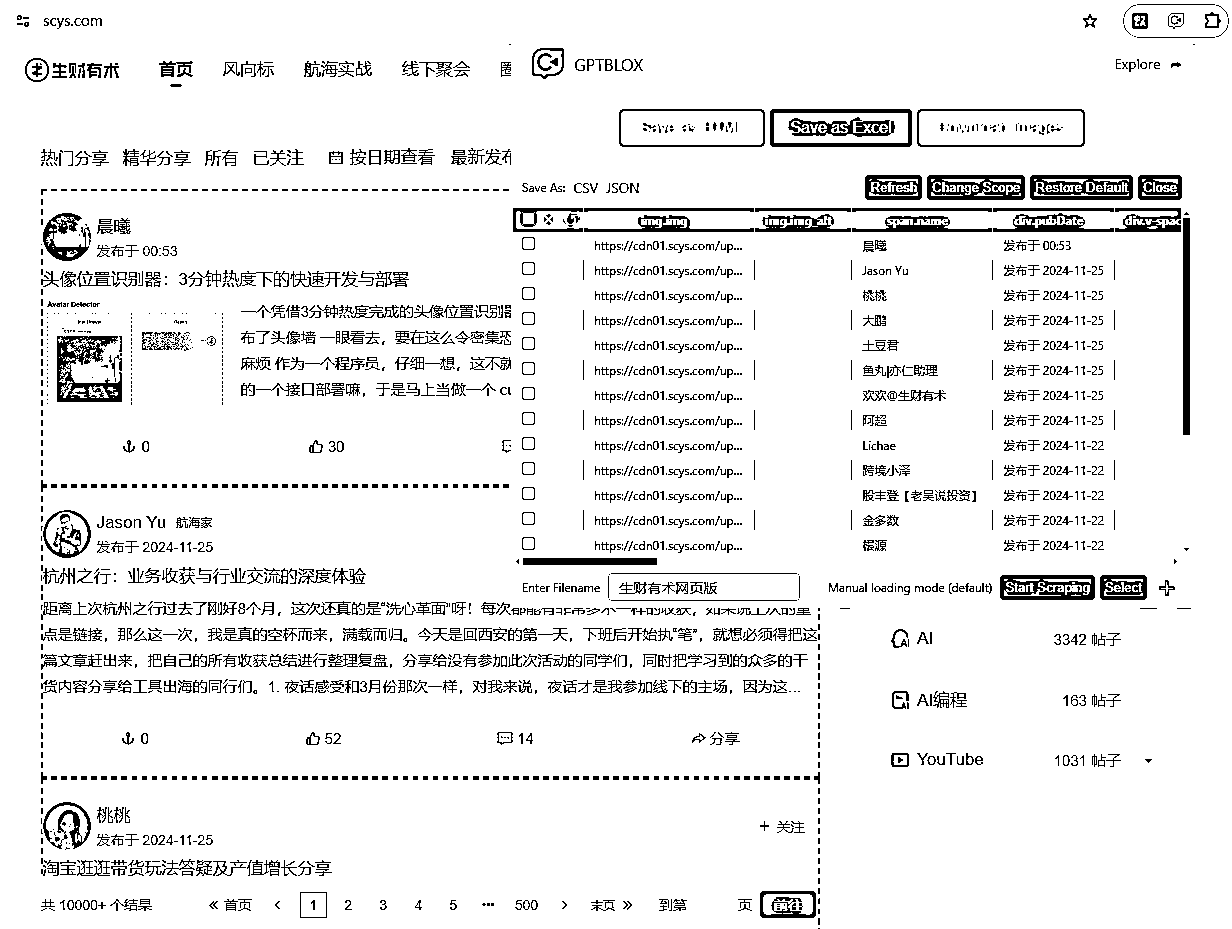 scys.com
生财有术 首页 风向标 航海实战 线下聚会 圈
热门分享 精华分享 所有 已关注 按日期查看 最新发布
晨曦
发布于 00:53
头像位置识别器：3分钟热度下的快速开发与部署
Avatar Detector
一个凭借3分钟热度完成的头像位置识别器
布了头像墙 一眼看去，要在这么令密集恐
麻烦 作为一个程序员，仔细一想，这不就
的一个接口部署嘛，于是马上当做一个 cu
0 30
Jason Yu 航海家
发布于 2024-11-25
杭州之行：业务收获与行业交流的深度体验
距离上次杭州之行过去了刚好8个月，这次还真的是“洗心革面”呀！每次都能有非常多不一样的收获，如果说上次的重
点是链接，那么这一次，我是真的空杯而来，满载而归。今天是回西安的第一天，下班后开始执“笔”，就想必须得把这
篇文章赶出来，把自己的所有收获总结进行整理复盘，分享给没有参加此次活动的同学们，同时把学习到的众多的干
货内容分享给工具出海的同行们。1. 夜话感受和3月份那次一样，对我来说，夜话才是我参加线下的主场，因为这...
0 52 14 分享
桃桃
发布于 2024-11-25
+ 关注
淘宝逛逛带货玩法答疑及产值增长分享
共 10000+ 个结果 « 首页 ‹ 1 2 3 4 5 ··· 500 › 末页 » 到第 页 前往
GPTBLOX
Explore
Save as Excel
Save As: CSV JSON
Refresh Change Scope Restore Default Close
img.img img.img_alt span.name div.pubDate div.v-spac
https://cdn01.scys.com/up... 晨曦 发布于 00:53
https://cdn01.scys.com/up... Jason Yu 发布于 2024-11-25
https://cdn01.scys.com/up... 桃桃 发布于 2024-11-25
https://cdn01.scys.com/up... 大鹏 发布于 2024-11-25
https://cdn01.scys.com/up... 土豆君 发布于 2024-11-25
https://cdn01.scys.com/up... 鱼丸|亦仁助理 发布于 2024-11-25
https://cdn01.scys.com/up... 欢欢@生财有术 发布于 2024-11-25
https://cdn01.scys.com/up... 阿超 发布于 2024-11-25
https://cdn01.scys.com/up... Lichae 发布于 2024-11-22
https://cdn01.scys.com/up... 跨境小泽 发布于 2024-11-22
https://cdn01.scys.com/up... 股丰登【老吴说投资】 发布于 2024-11-22
https://cdn01.scys.com/up... 金多数 发布于 2024-11-22
https://cdn01.scys.com/up... 发布于 2024-11-22
Enter Filename 生财有术网页版
Manual loading mode (default) Start Scraping Select +
AI 3342 帖子
AI编程 163 帖子
YouTube 1031 帖子